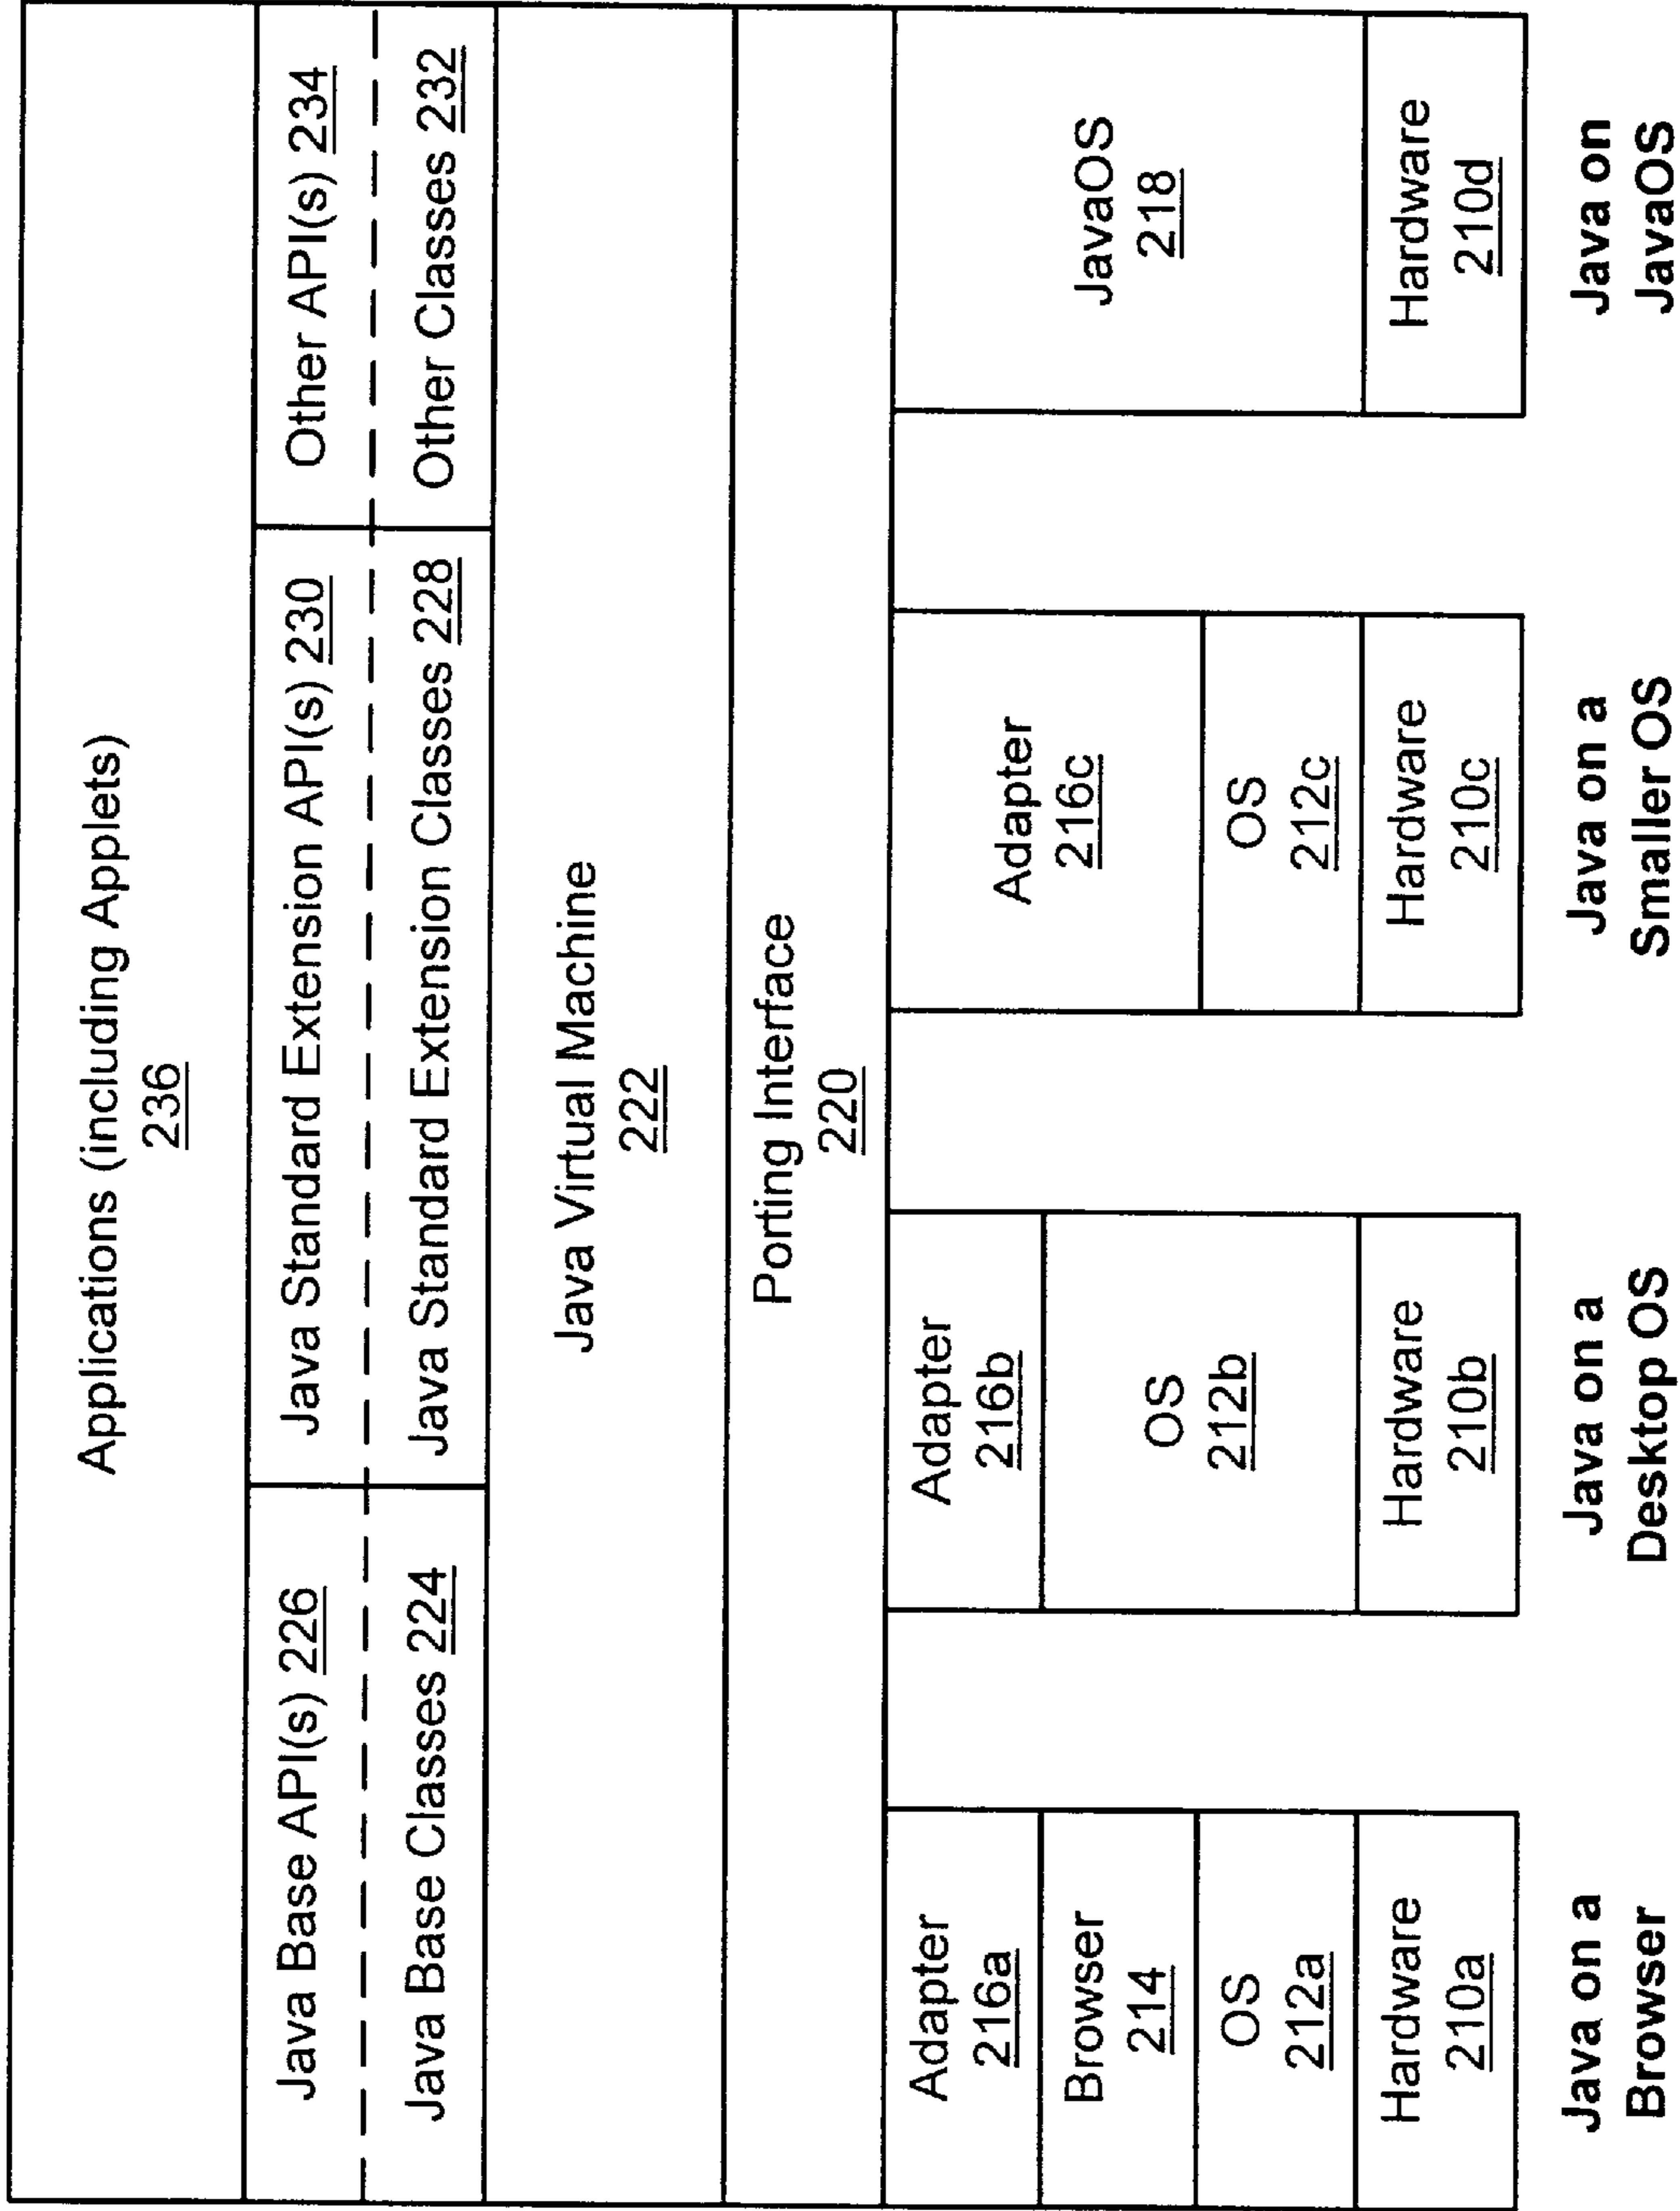 Applications (including Applets)
236
Java Base API(s) 226
Java Standard Extension API(s) 230
Other API(s) 234
Java Base Classes 224
Java Standard Extension Classes 228
Other Classes 232
Java Virtual Machine
222
Porting Interface
220
Adapter
216a
Browser
214
OS
212a
Hardware
210a
Java on a
Browser
Adapter
216b
OS
212b
Hardware
210b
Java on a
Desktop OS
Adapter
216c
OS
212c
Hardware
210c
Java on a
Smaller OS
JavaOS
218
Hardware
210d
Java on
JavaOS